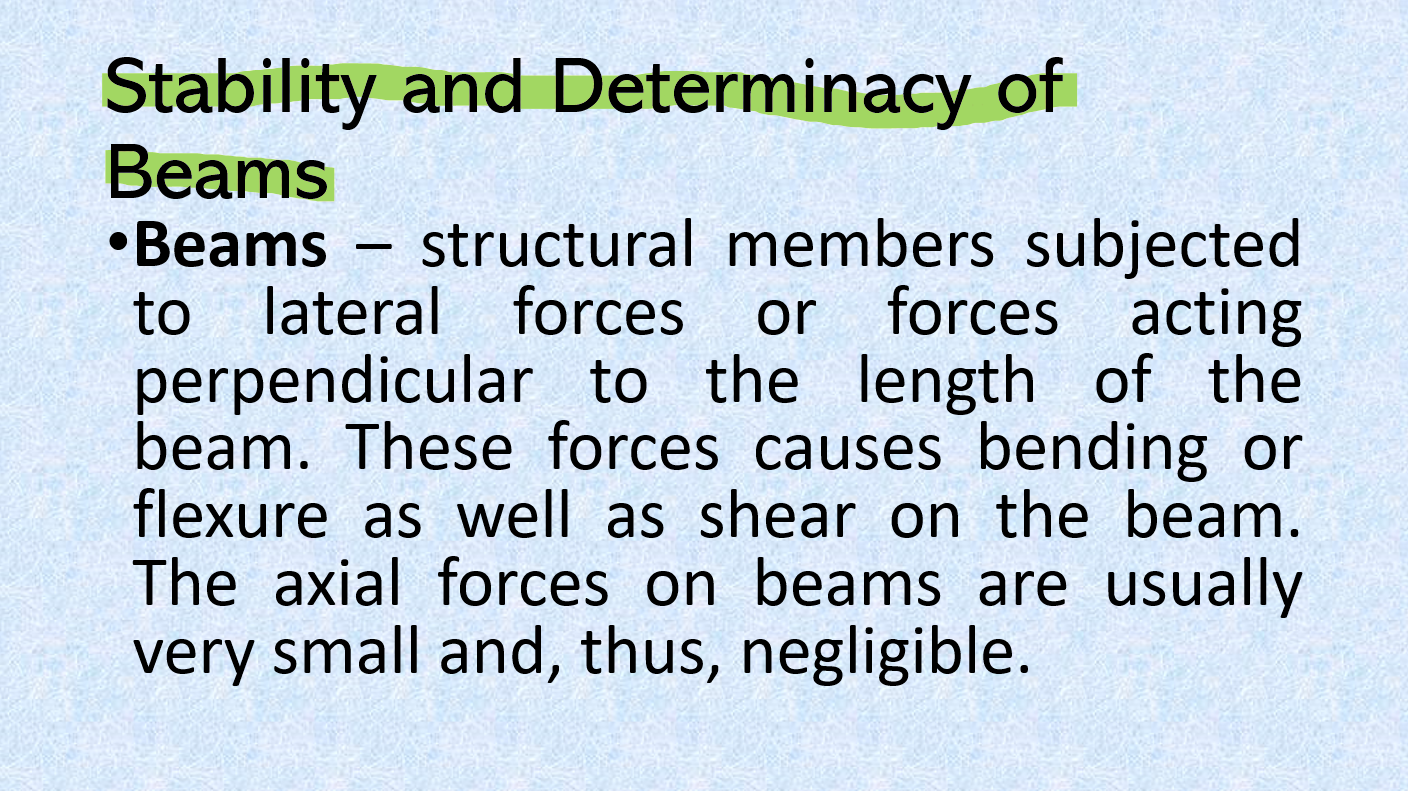 Stability and Determinacy of
Beams
•Beams – structural members subjected
to lateral forces or forces acting
perpendicular to the length of the
beam. These forces causes bending or
flexure as well as shear on the beam.
The axial forces on beams are usually
very small and, thus, negligible.